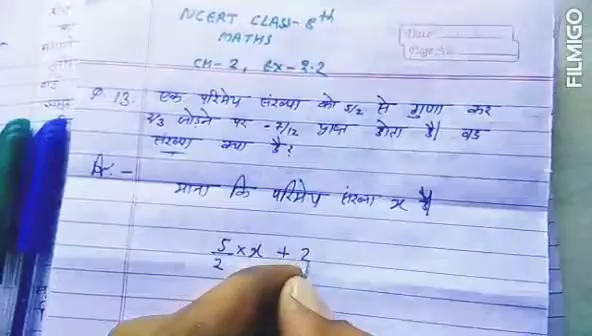 NCERT CLASS-8th
MATHS
CH-2, EX-2.2
FILMIGO
Q.13. एक परिमेय संख्या को 5/2 से गुणा कर
2/3 जोड़ने पर -7/12 प्राप्त होता है। वह
संख्या क्या है?
A. -
माना कि परिमेय संख्या x है
5/2 × x + 2